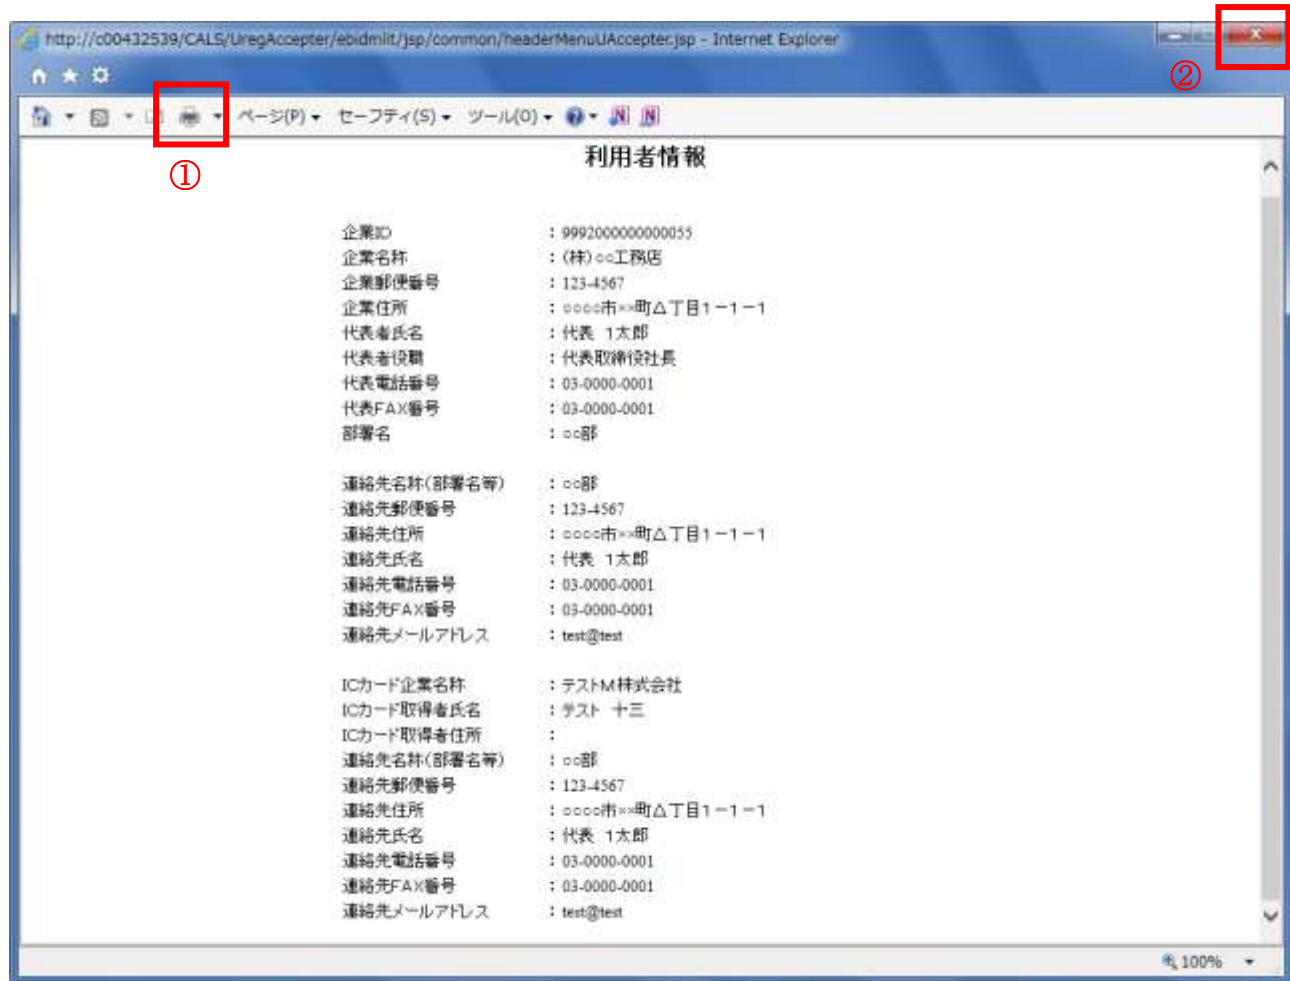 http://c00432539/CALS/UregAccepter/ebidmlit/jsp/common/headerMenuUAccepter.jsp - Internet Explorer
②
ページ(P) セーフティ(S) ツール(O)
①
利用者情報
企業ID : 9992000000000055
企業名称 : (株)○○工務店
企業郵便番号 : 123-4567
企業住所 : ○○○○市××町△丁目1-1-1
代表者氏名 : 代表 1太郎
代表者役職 : 代表取締役社長
代表電話番号 : 03-0000-0001
代表FAX番号 : 03-0000-0001
部署名 : ○○部
連絡先名称(部署名等) : ○○部
連絡先郵便番号 : 123-4567
連絡先住所 : ○○○○市××町△丁目1-1-1
連絡先氏名 : 代表 1太郎
連絡先電話番号 : 03-0000-0001
連絡先FAX番号 : 03-0000-0001
連絡先メールアドレス : test@test
ICカード企業名称 : テストM株式会社
ICカード取得者氏名 : テスト 十三
ICカード取得者住所 :
連絡先名称(部署名等) : ○○部
連絡先郵便番号 : 123-4567
連絡先住所 : ○○○○市××町△丁目1-1-1
連絡先氏名 : 代表 1太郎
連絡先電話番号 : 03-0000-0001
連絡先FAX番号 : 03-0000-0001
連絡先メールアドレス : test@test
100%